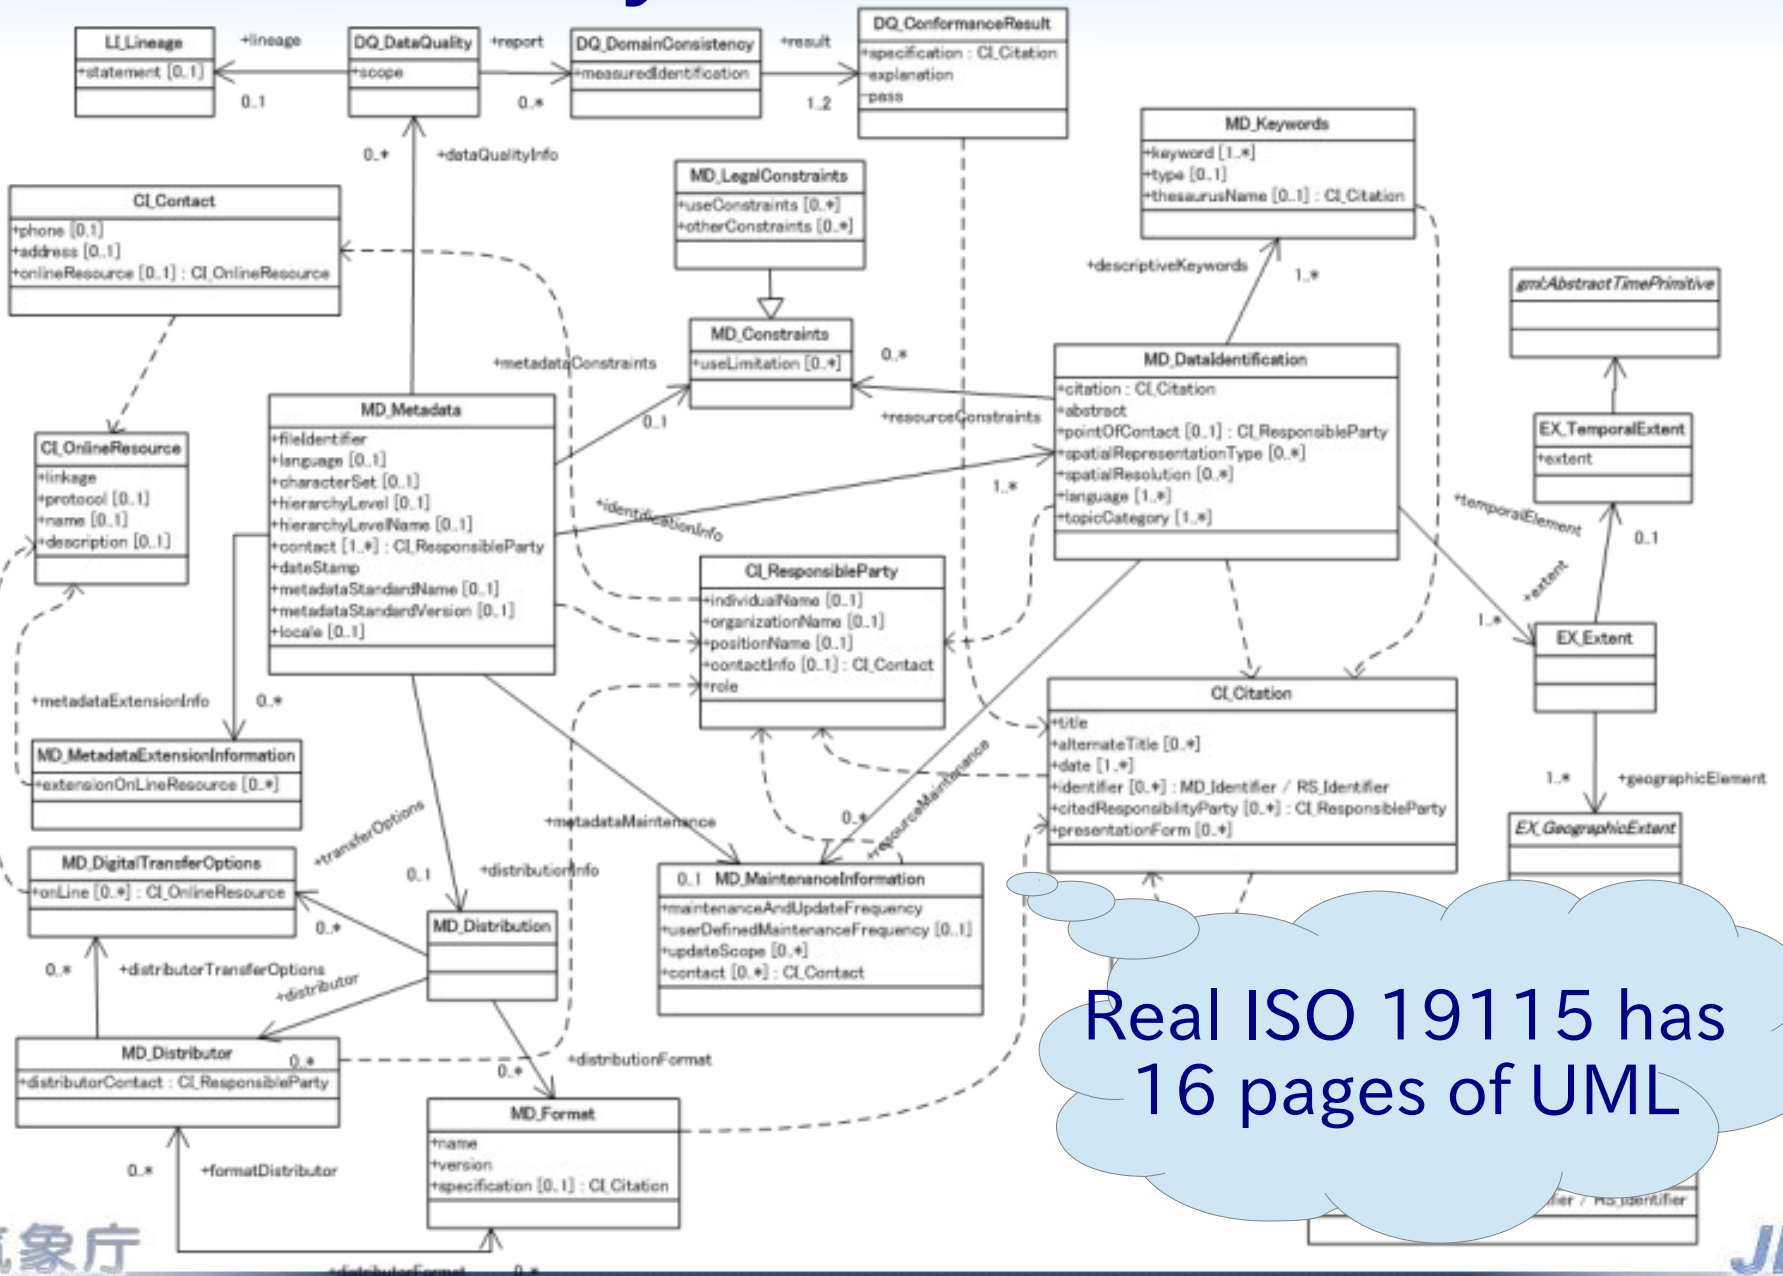 LI_Lineage
+statement [0..1]
+lineage
0..1
DQ_DataQuality
+scope
+report
0..*
DQ_DomainConsistency
+measuredIdentification
+result
1..2
DQ_ConformanceResult
+specification : CI_Citation
+explanation
+pass
0..*
+dataQualityInfo
MD_Keywords
+keyword [1..*]
+type [0..1]
+thesaurusName [0..1] : CI_Citation
CI_Contact
+phone [0..1]
+address [0..1]
+onlineResource [0..1] : CI_OnlineResource
MD_LegalConstraints
+useConstraints [0..*]
+otherConstraints [0..*]
+descriptiveKeywords
1..*
gml:AbstractTimePrimitive
MD_Constraints
+useLimitation [0..*]
+metadataConstraints
0..1
0..*
+resourceConstraints
MD_DataIdentification
+citation : CI_Citation
+abstract
+pointOfContact [0..1] : CI_ResponsibleParty
+spatialRepresentationType [0..*]
+spatialResolution [0..*]
+language [1..*]
+topicCategory [1..*]
MD_Metadata
+fileIdentifier
+language [0..1]
+characterSet [0..1]
+hierarchyLevel [0..1]
+hierarchyLevelName [0..1]
+contact [1..*] : CI_ResponsibleParty
+dateStamp
+metadataStandardName [0..1]
+metadataStandardVersion [0..1]
+locale [0..1]
CI_OnlineResource
+linkage
+protocol [0..1]
+name [0..1]
+description [0..1]
EX_TemporalExtent
+extent
+identificationInfo
1..*
+temporalElement
0..1
+extent
1..*
EX_Extent
CI_ResponsibleParty
+individualName [0..1]
+organizationName [0..1]
+positionName [0..1]
+contactInfo [0..1] : CI_Contact
+role
+metadataExtensionInfo
0..*
MD_MetadataExtensionInformation
+extensionOnLineResource [0..*]
CI_Citation
+title
+alternateTitle [0..*]
+date [1..*]
+identifier [0..*] : MD_Identifier / RS_Identifier
+citedResponsibilityParty [0..*] : CI_ResponsibleParty
+presentationForm [0..*]
1..*
+geographicElement
EX_GeographicExtent
+resourceMaintenance
0..*
+metadataMaintenance
+transferOptions
0..1
+distributionInfo
MD_DigitalTransferOptions
+onLine [0..*] : CI_OnlineResource
0..*
MD_Distribution
0..1 MD_MaintenanceInformation
+maintenanceAndUpdateFrequency
+userDefinedMaintenanceFrequency [0..1]
+updateScope [0..*]
+contact [0..*] : CI_Contact
0..*
+distributorTransferOptions
+distributor
MD_Distributor
0..*
+distributorContact : CI_ResponsibleParty
0..*
+distributionFormat
MD_Format
+name
+version
+specification [0..1] : CI_Citation
0..*
+formatDistributor
+distributorFormat
0..*
Real ISO 19115 has
16 pages of UML
/ RS_Identifier
象庁